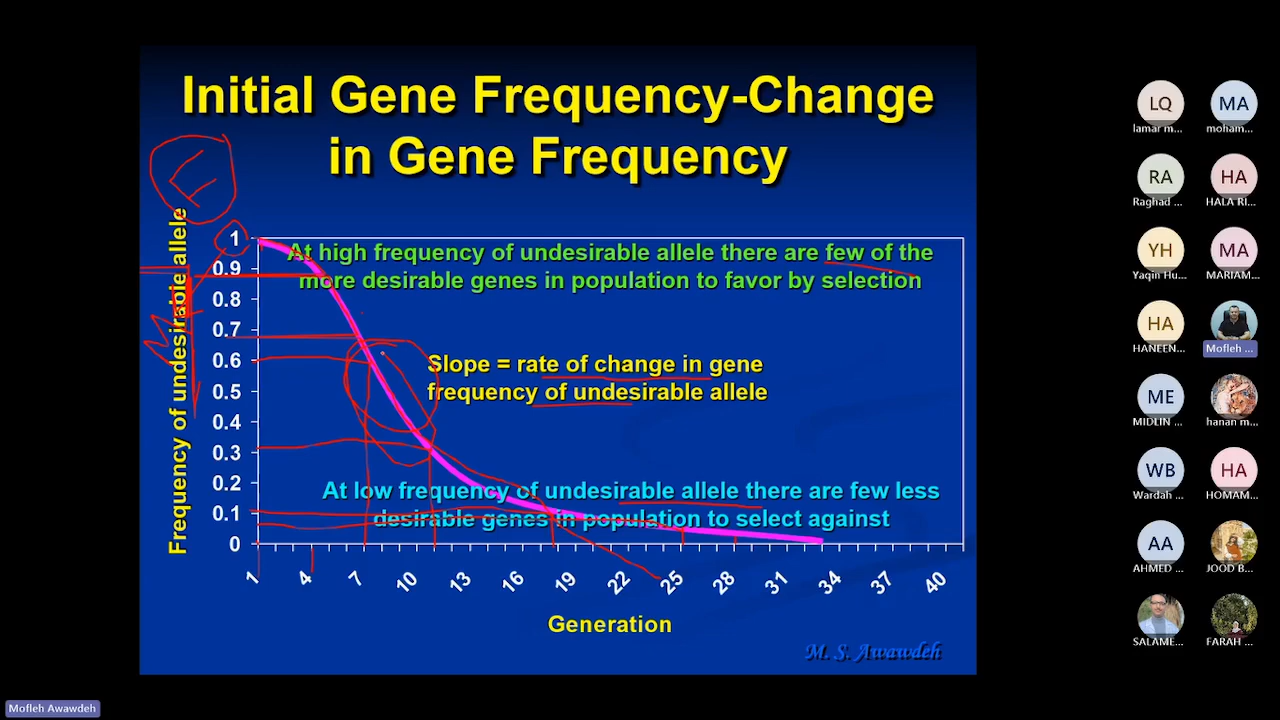 Initial Gene Frequency-Change
in Gene Frequency
E
M
Frequency of undesirable allele
1
0.9
0.8
0.7
0.6
0.5
0.4
0.3
0.2
0.1
0
At high frequency of undesirable allele there are few of the
more desirable genes in population to favor by selection
Slope = rate of change in gene
frequency of undesirable allele
At low frequency of undesirable allele there are few less
desirable genes in population to select against
1 4 7 10 13 16 19 22 25 28 31 34 37 40
Generation
M. S. Awawdeh
LQ MA
lamar m... moham...
RA HA
Raghad ... HALA RI...
YH MA
Yaqin Hu... MARIAM...
HA
HANEEN... Mofleh ...
ME
MIDLIN ... hanan m...
WB HA
Wardah ... HOMAM...
AA
AHMED ... JOOD B...
SALAME... FARAH ...
Mofleh Awawdeh